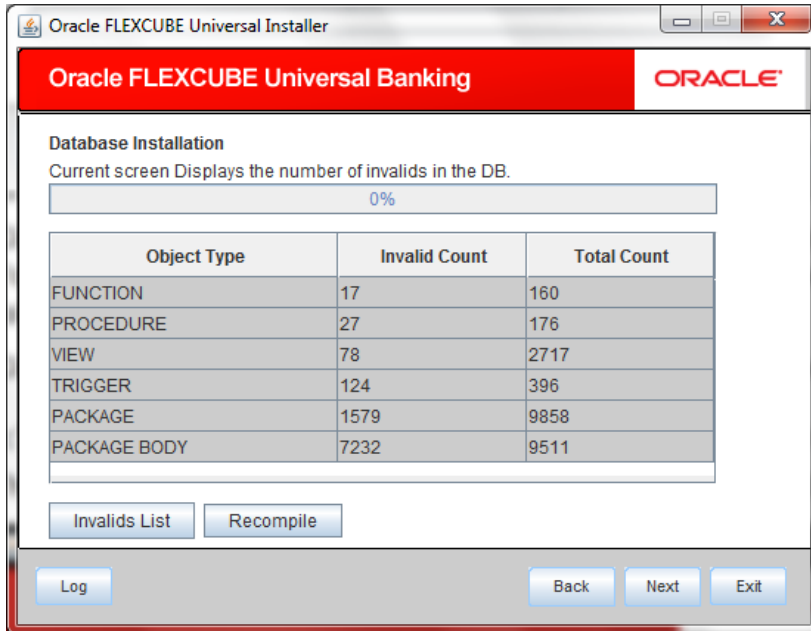 Oracle FLEXCUBE Universal Installer
Oracle FLEXCUBE Universal Banking
ORACLE
Database Installation
Current screen Displays the number of invalids in the DB.
0%
Object Type Invalid Count Total Count
FUNCTION 17 160
PROCEDURE 27 176
VIEW 78 2717
TRIGGER 124 396
PACKAGE 1579 9858
PACKAGE BODY 7232 9511
Invalids List Recompile
Log Back Next Exit